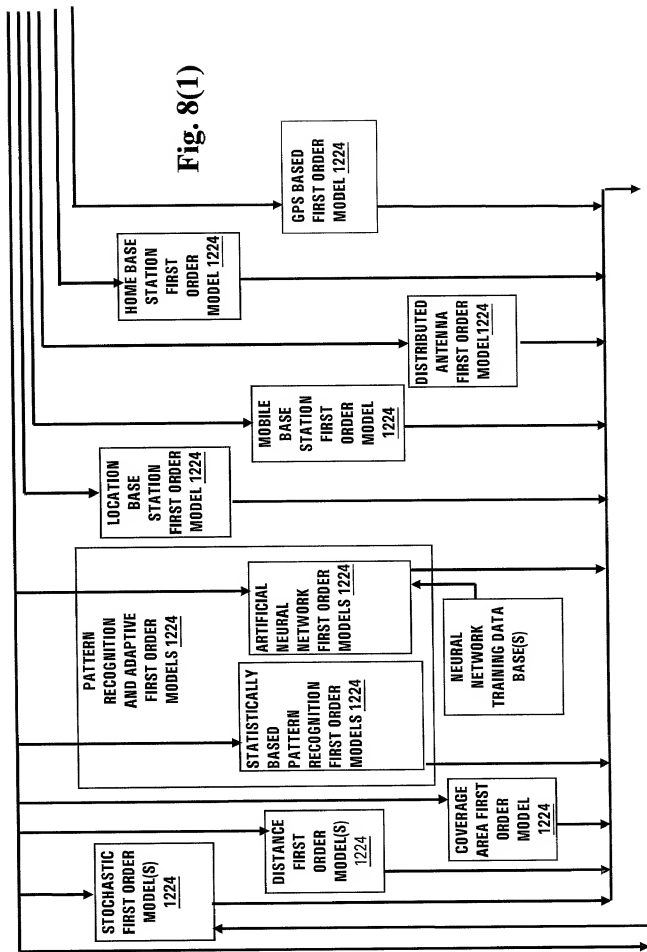 Fig. 8(1)
STOCHASTIC
FIRST ORDER
MODEL(S)
1224
DISTANCE
FIRST
ORDER
MODEL(S)
1224
COVERAGE
AREA FIRST
ORDER
MODEL
1224
PATTERN
RECOGNITION
AND ADAPTIVE
FIRST ORDER
MODELS 1224
STATISTICALLY
BASED
PATTERN
RECOGNITION
FIRST ORDER
MODELS 1224
ARTIFICIAL
NEURAL
NETWORK
FIRST ORDER
MODELS 1224
NEURAL
NETWORK
TRAINING DATA
BASE(S)
LOCATION
BASE
STATION
FIRST ORDER
MODEL 1224
MOBILE
BASE
STATION
FIRST
ORDER
MODEL
1224
DISTRIBUTED
ANTENNA
FIRST ORDER
MODEL1224
HOME BASE
STATION
FIRST
ORDER
MODEL 1224
GPS BASED
FIRST ORDER
MODEL 1224